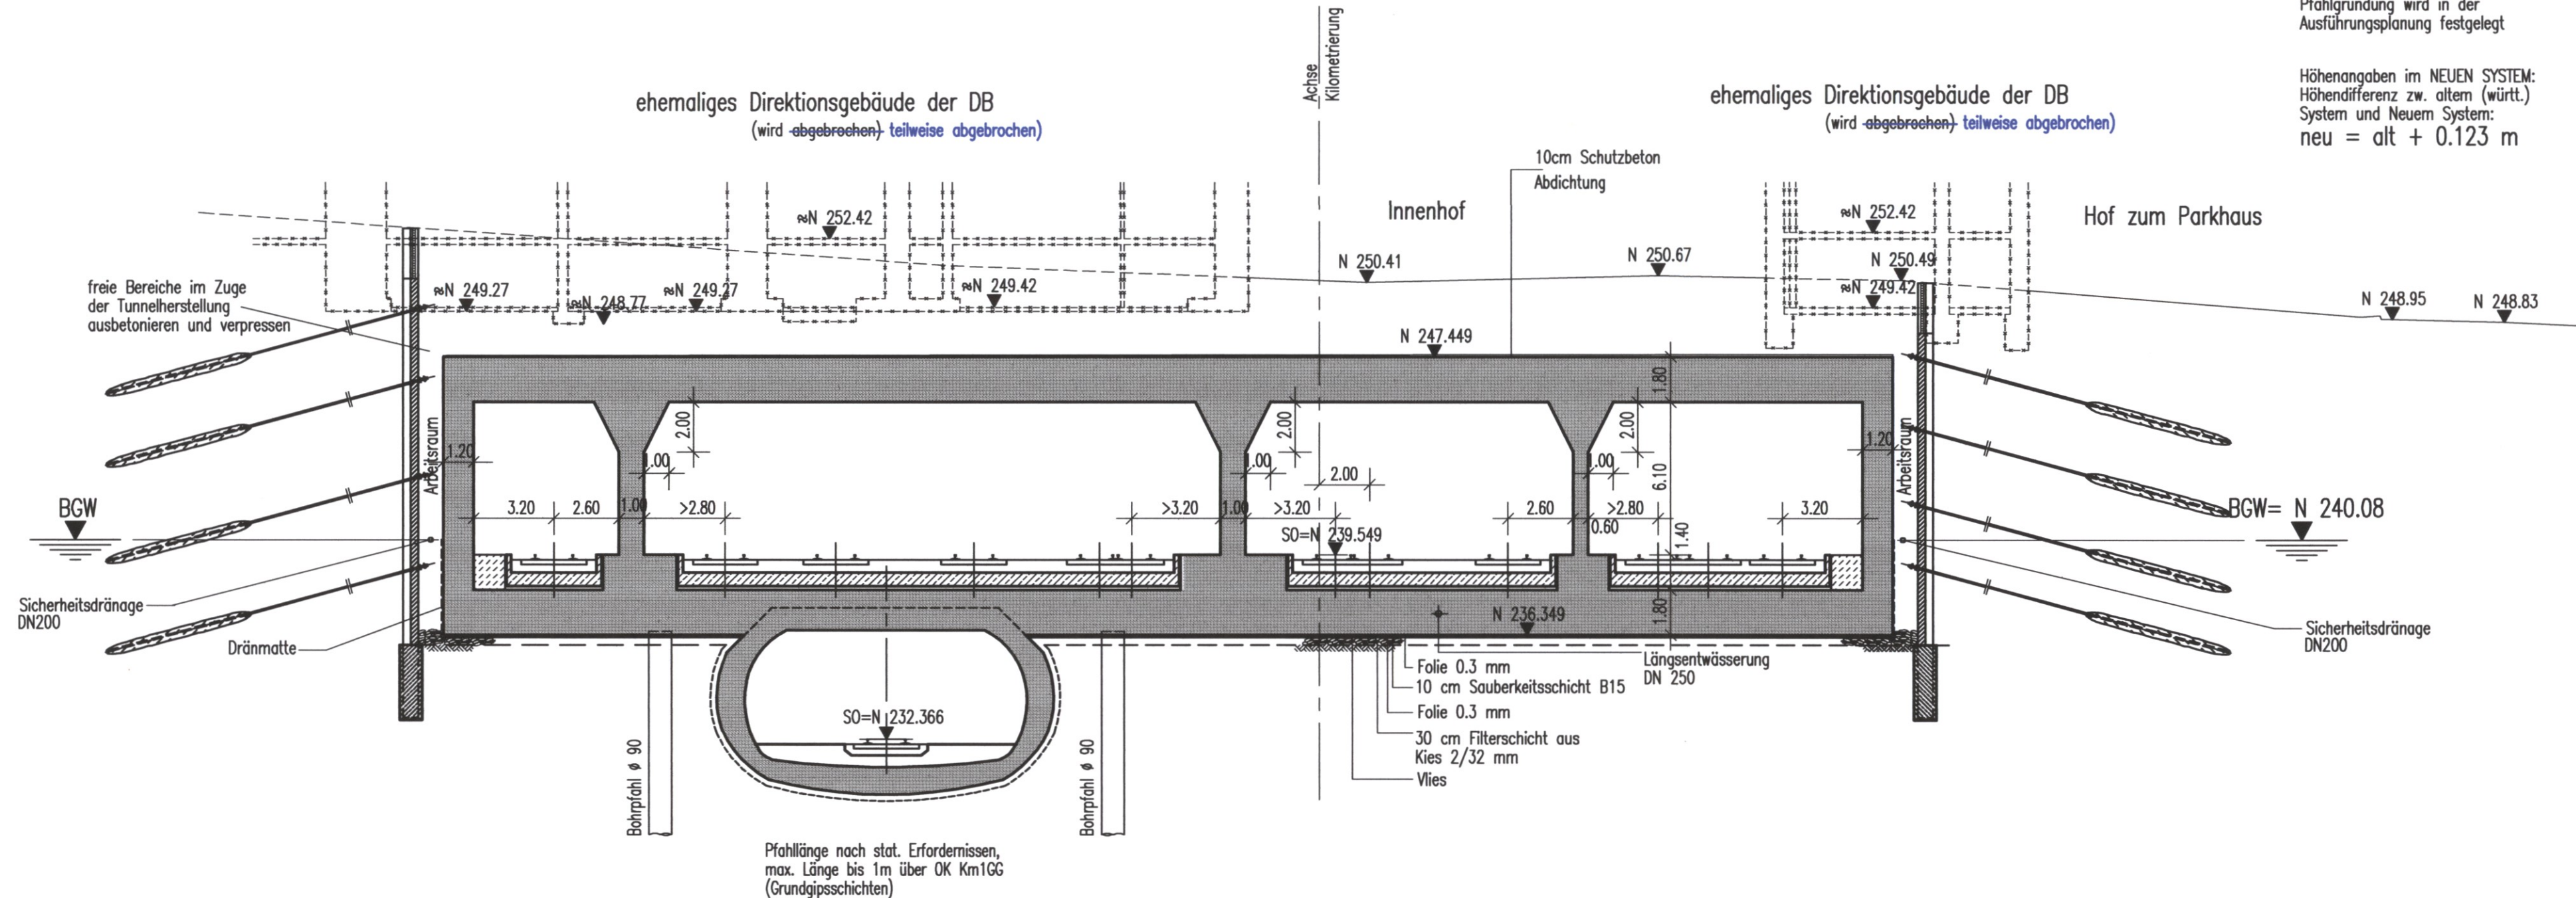 Pfahlgründung wird in der
Ausführungsplanung festgelegt
Höhenangaben im NEUEN SYSTEM:
Höhendifferenz zw. altem (württ.)
System und Neuem System:
neu = alt + 0.123 m
Achse
Kilometrierung
ehemaliges Direktionsgebäude der DB
(wird abgebrochen) teilweise abgebrochen)
ehemaliges Direktionsgebäude der DB
(wird abgebrochen) teilweise abgebrochen)
10cm Schutzbeton
Abdichtung
Innenhof
Hof zum Parkhaus
≈N 252.42
≈N 252.42
N 250.41
N 250.67
N 250.49
≈N 249.27
≈N 248.77
≈N 249.27
≈N 249.42
≈N 249.42
N 248.95
N 248.83
freie Bereiche im Zuge
der Tunnelherstellung
ausbetonieren und verpressen
N 247.449
1.80
2.00
2.00
2.00
Arbeitsraum
1.20
1.00
1.00
2.00
1.00
6.10
1.20
Arbeitsraum
BGW
3.20
2.60
1.00
>2.80
>3.20
1.00
>3.20
2.60
0.60
>2.80
3.20
BGW= N 240.08
SO=N 239.549
1.40
Sicherheitsdränage
DN200
Dränmatte
N 236.349
1.80
Sicherheitsdränage
DN200
Längsentwässerung
DN 250
Folie 0.3 mm
10 cm Sauberkeitsschicht B15
Folie 0.3 mm
30 cm Filterschicht aus
Kies 2/32 mm
Vlies
SO=N 232.366
Bohrpfahl ø 90
Bohrpfahl ø 90
Pfahllänge nach stat. Erfordernissen,
max. Länge bis 1m über OK Km1GG
(Grundgipsschichten)